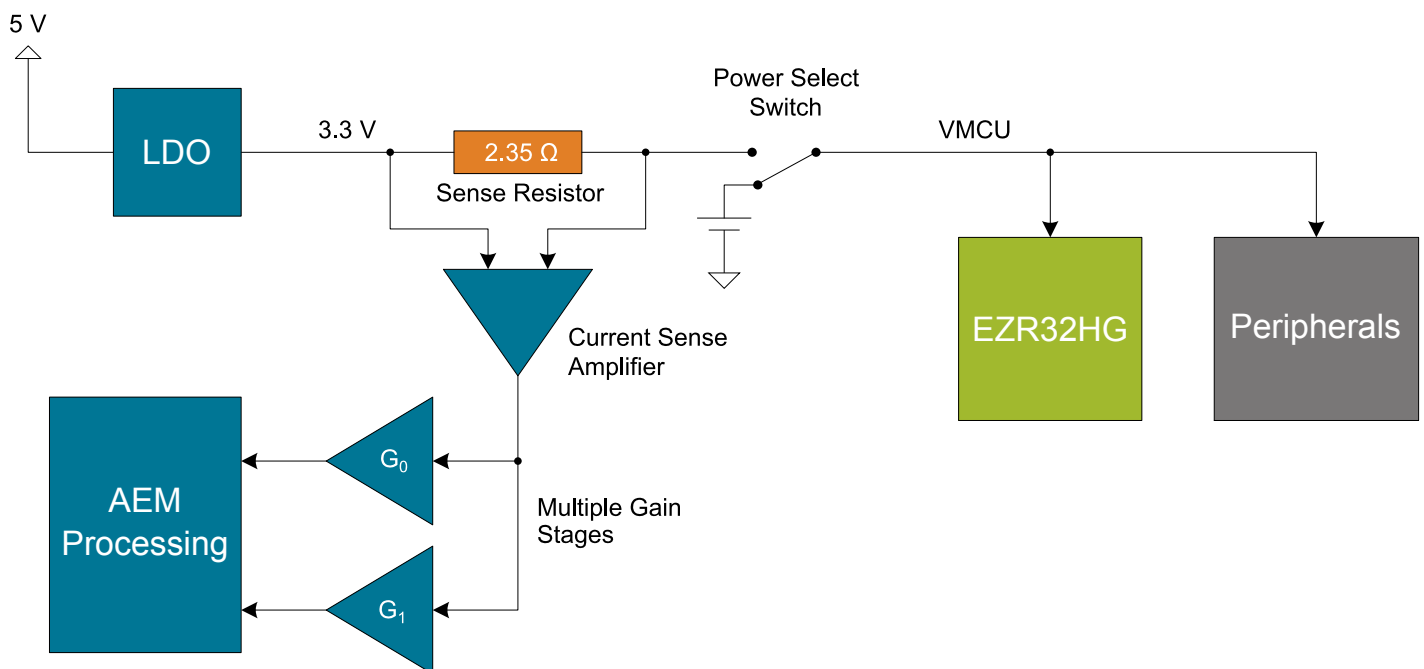 5 V
LDO
3.3 V
2.35 Ω
Sense Resistor
Power Select
Switch
VMCU
EZR32HG
Peripherals
Current Sense
Amplifier
AEM
Processing
G₀
Multiple Gain
Stages
G₁